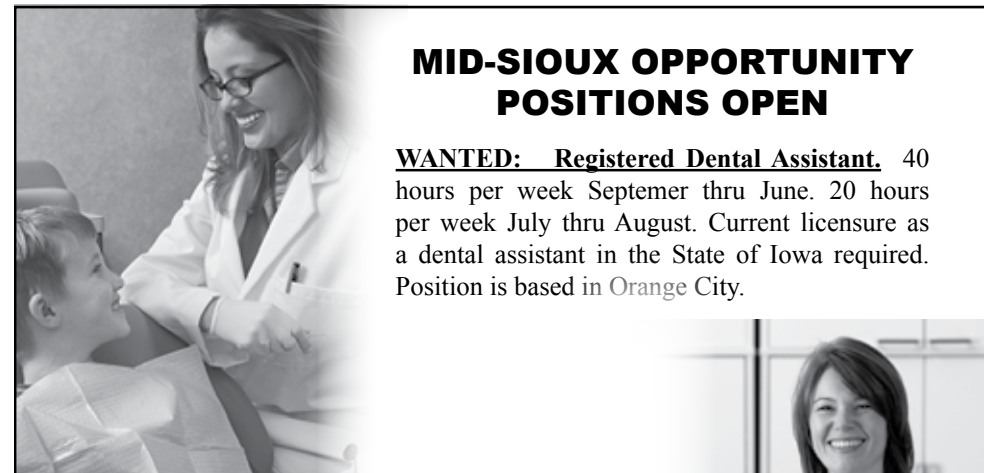 MID-SIOUX OPPORTUNITY
POSITIONS OPEN
WANTED: Registered Dental Assistant. 40
hours per week Septemer thru June. 20 hours
per week July thru August. Current licensure as
a dental assistant in the State of Iowa required.
Position is based in Orange City.